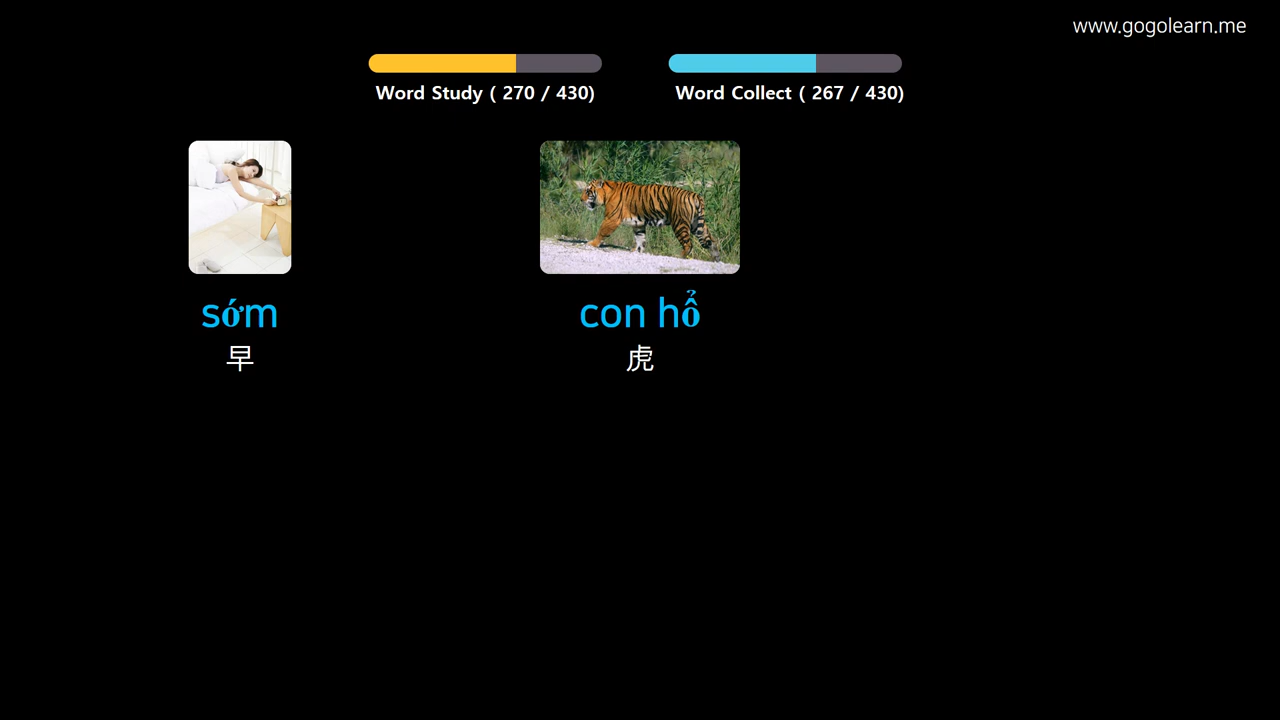 www.gogolearn.me
Word Study ( 270 / 430)
Word Collect ( 267 / 430)
sớm
早
con hổ
虎